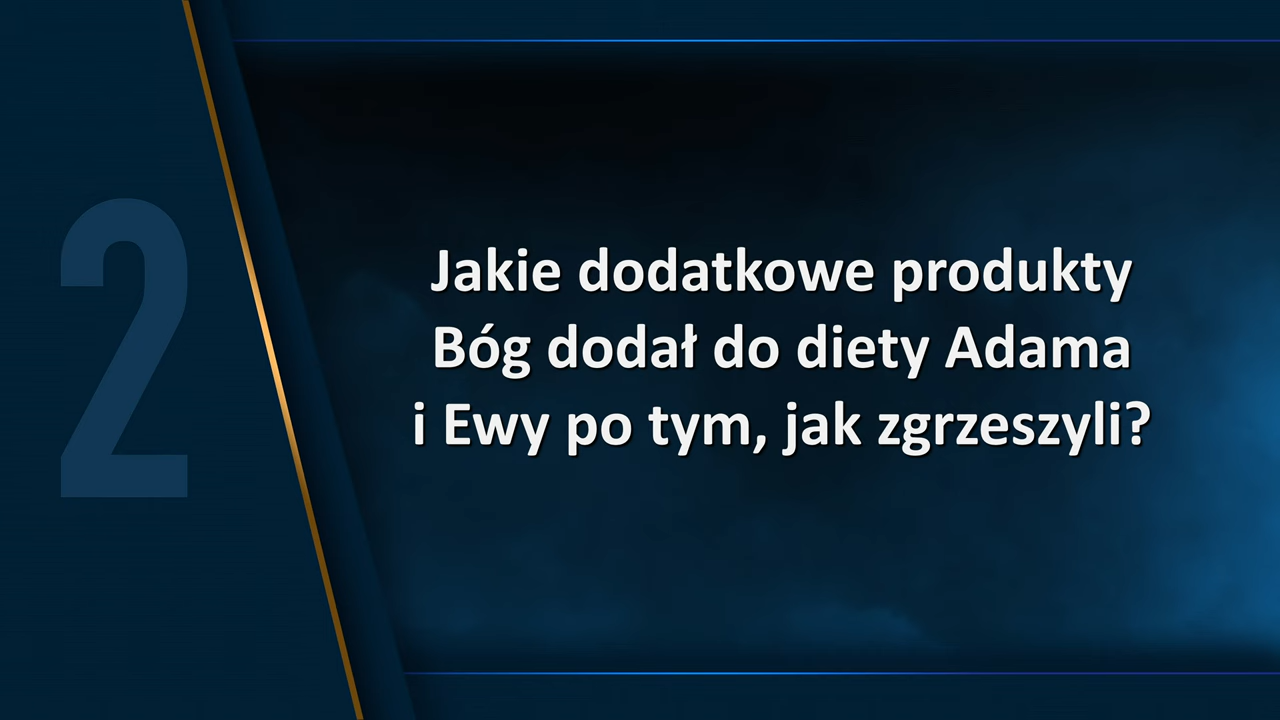 2
Jakie dodatkowe produkty
Bóg dodał do diety Adama
i Ewy po tym, jak zgrzeszyli?